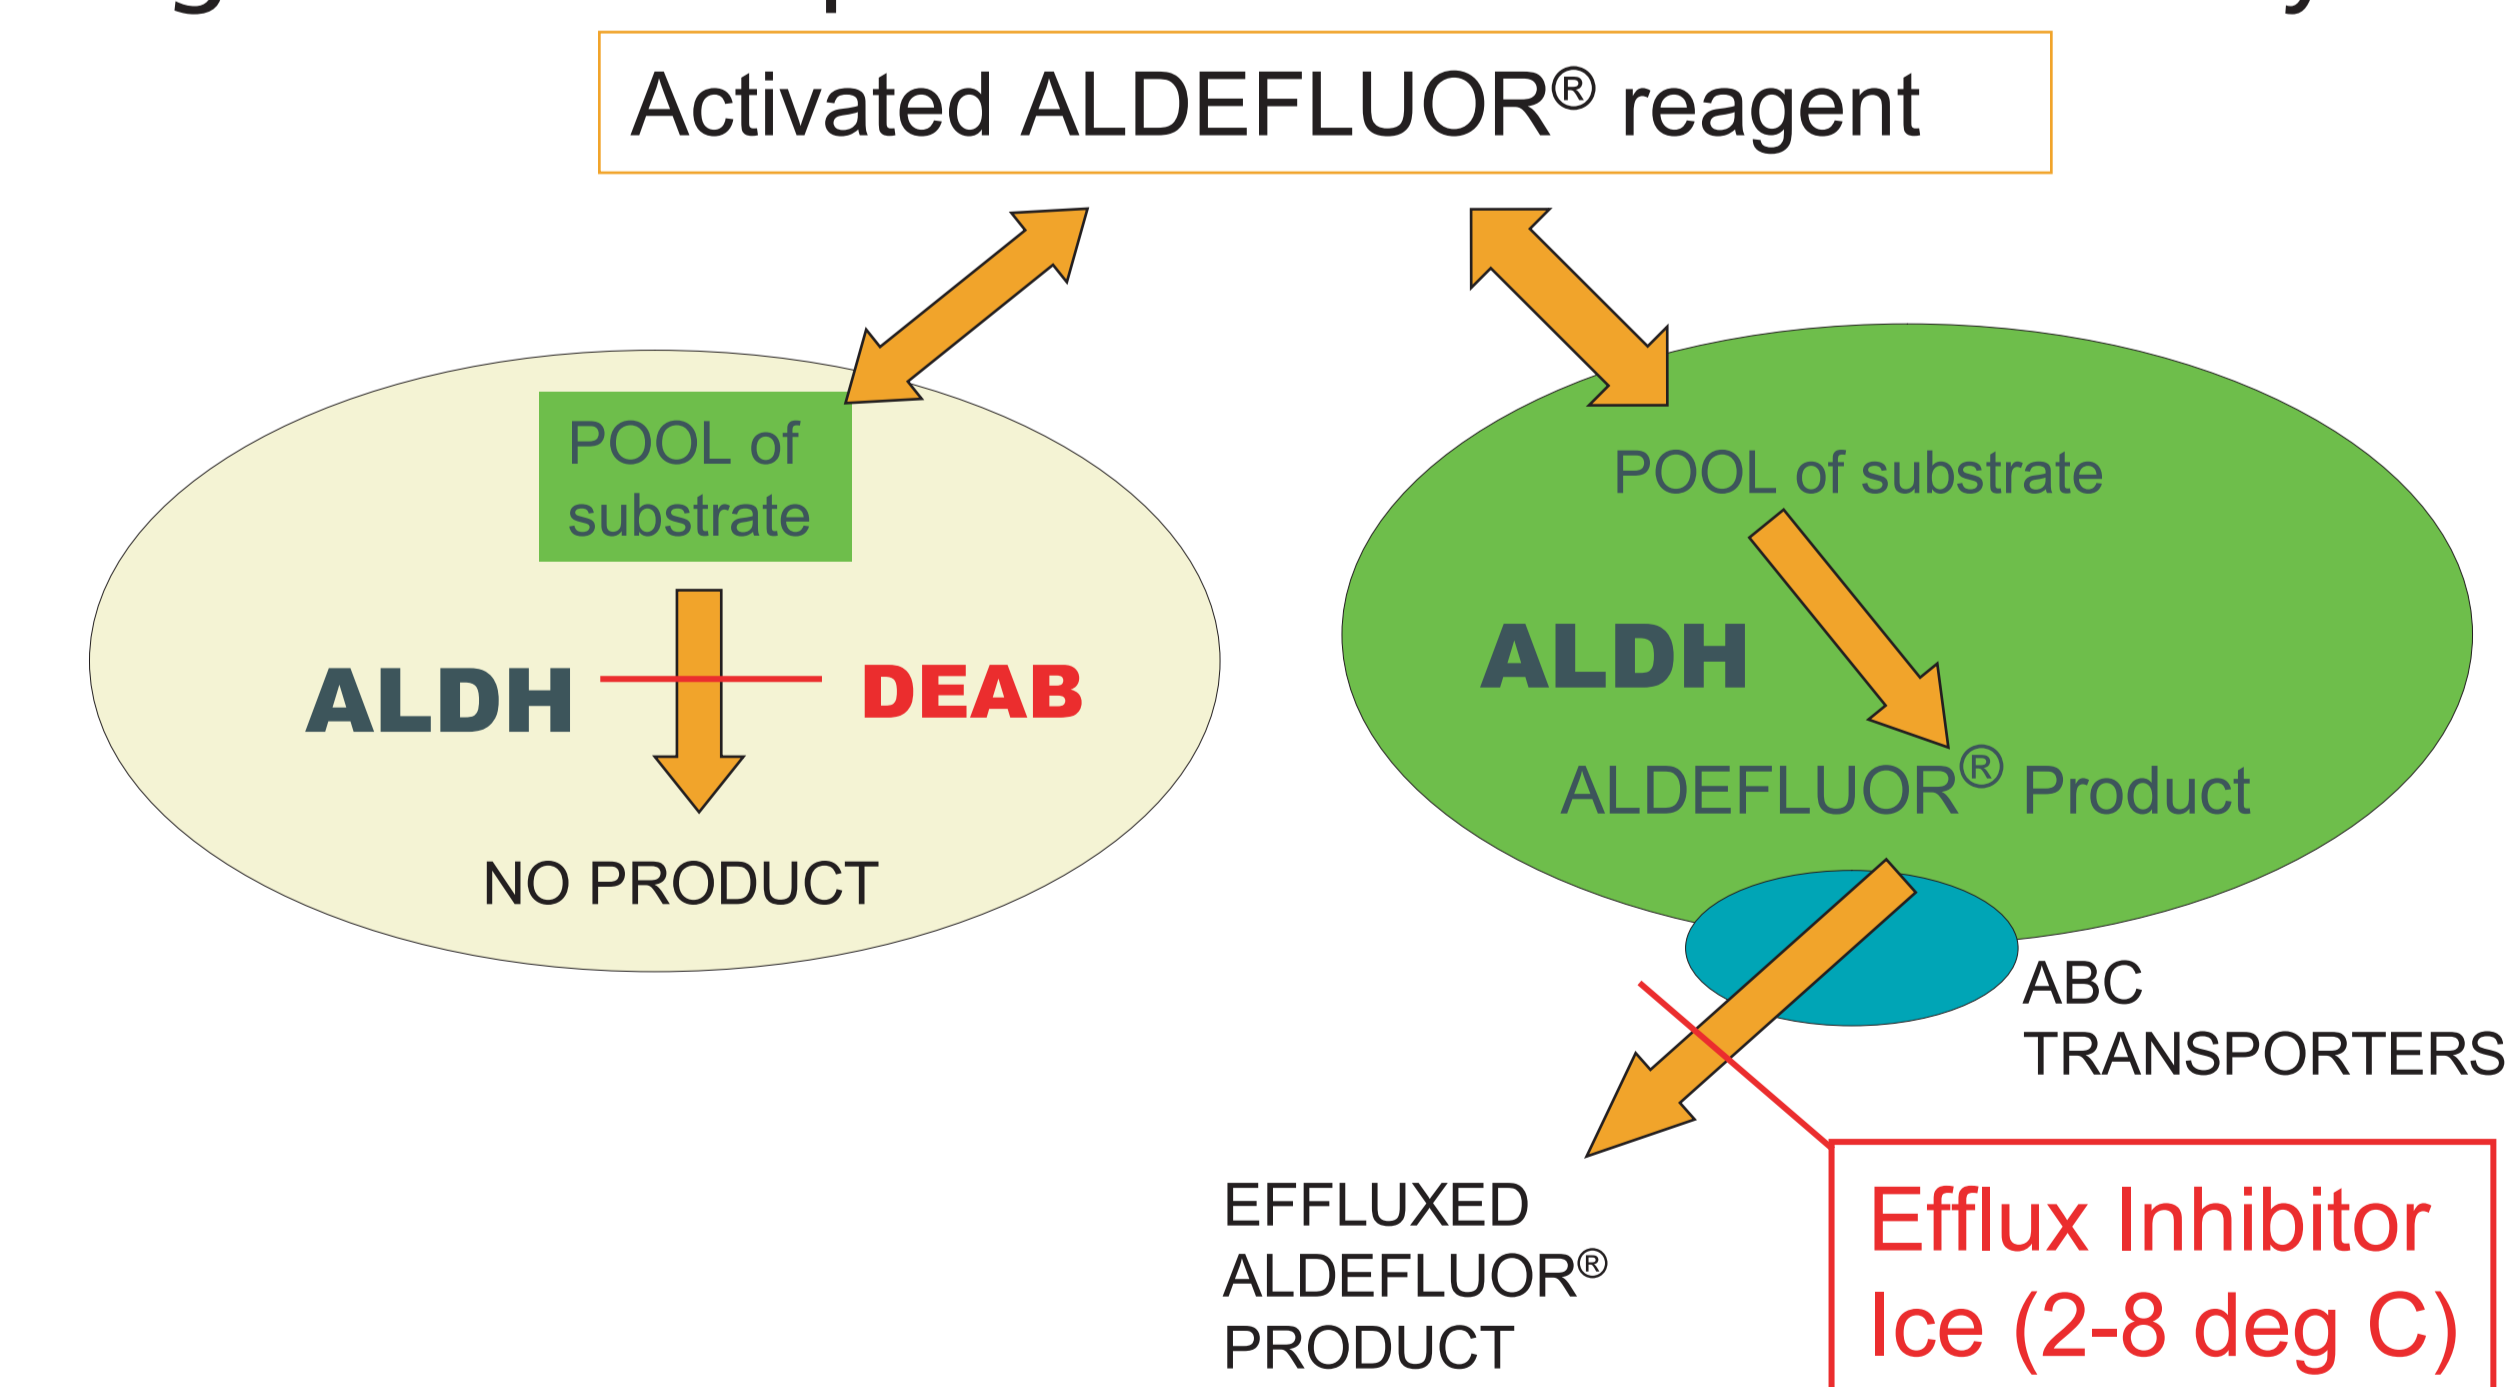 Activated ALDEFLUOR® reagent
POOL of
substrate
ALDH
DEAB
NO PRODUCT
POOL of substrate
ALDH
ALDEFLUOR® Product
ABC
TRANSPORTERS
EFFLUXED
ALDEFLUOR®
PRODUCT
Efflux Inhibitor
Ice (2-8 deg C)